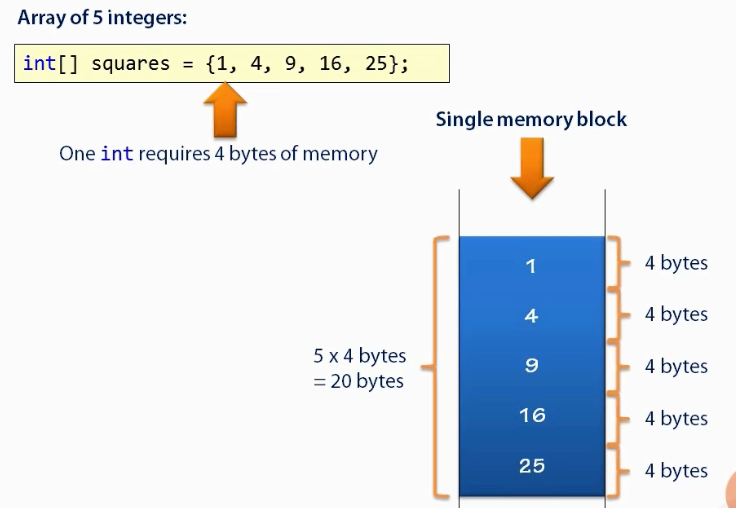 Array of 5 integers:
int[] squares = {1, 4, 9, 16, 25};
One int requires 4 bytes of memory
Single memory block
1
4 bytes
4
4 bytes
5 x 4 bytes
= 20 bytes
9
4 bytes
16
4 bytes
25
4 bytes